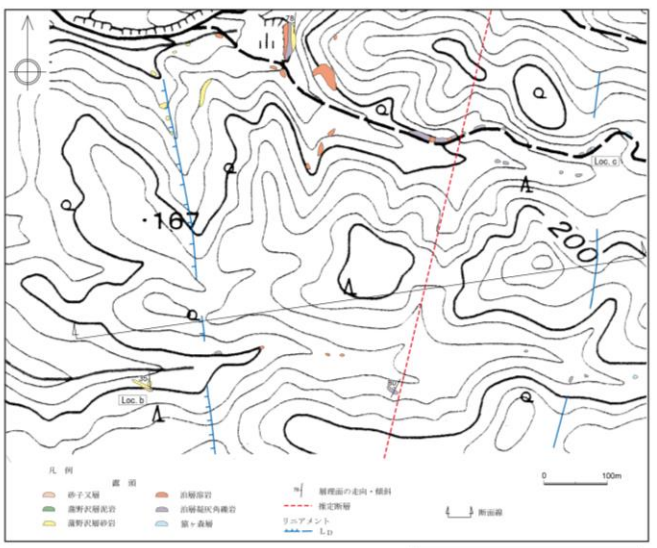 78
Loc. c
167
200
35
Loc. b
凡 例
露 頭
砂子又層
蒲野沢層泥岩
蒲野沢層砂岩
泊層溶岩
泊層凝灰角礫岩
猿ヶ森層
層理面の走向・傾斜
推定断層
リニアメント
LD
断面線
0 100m